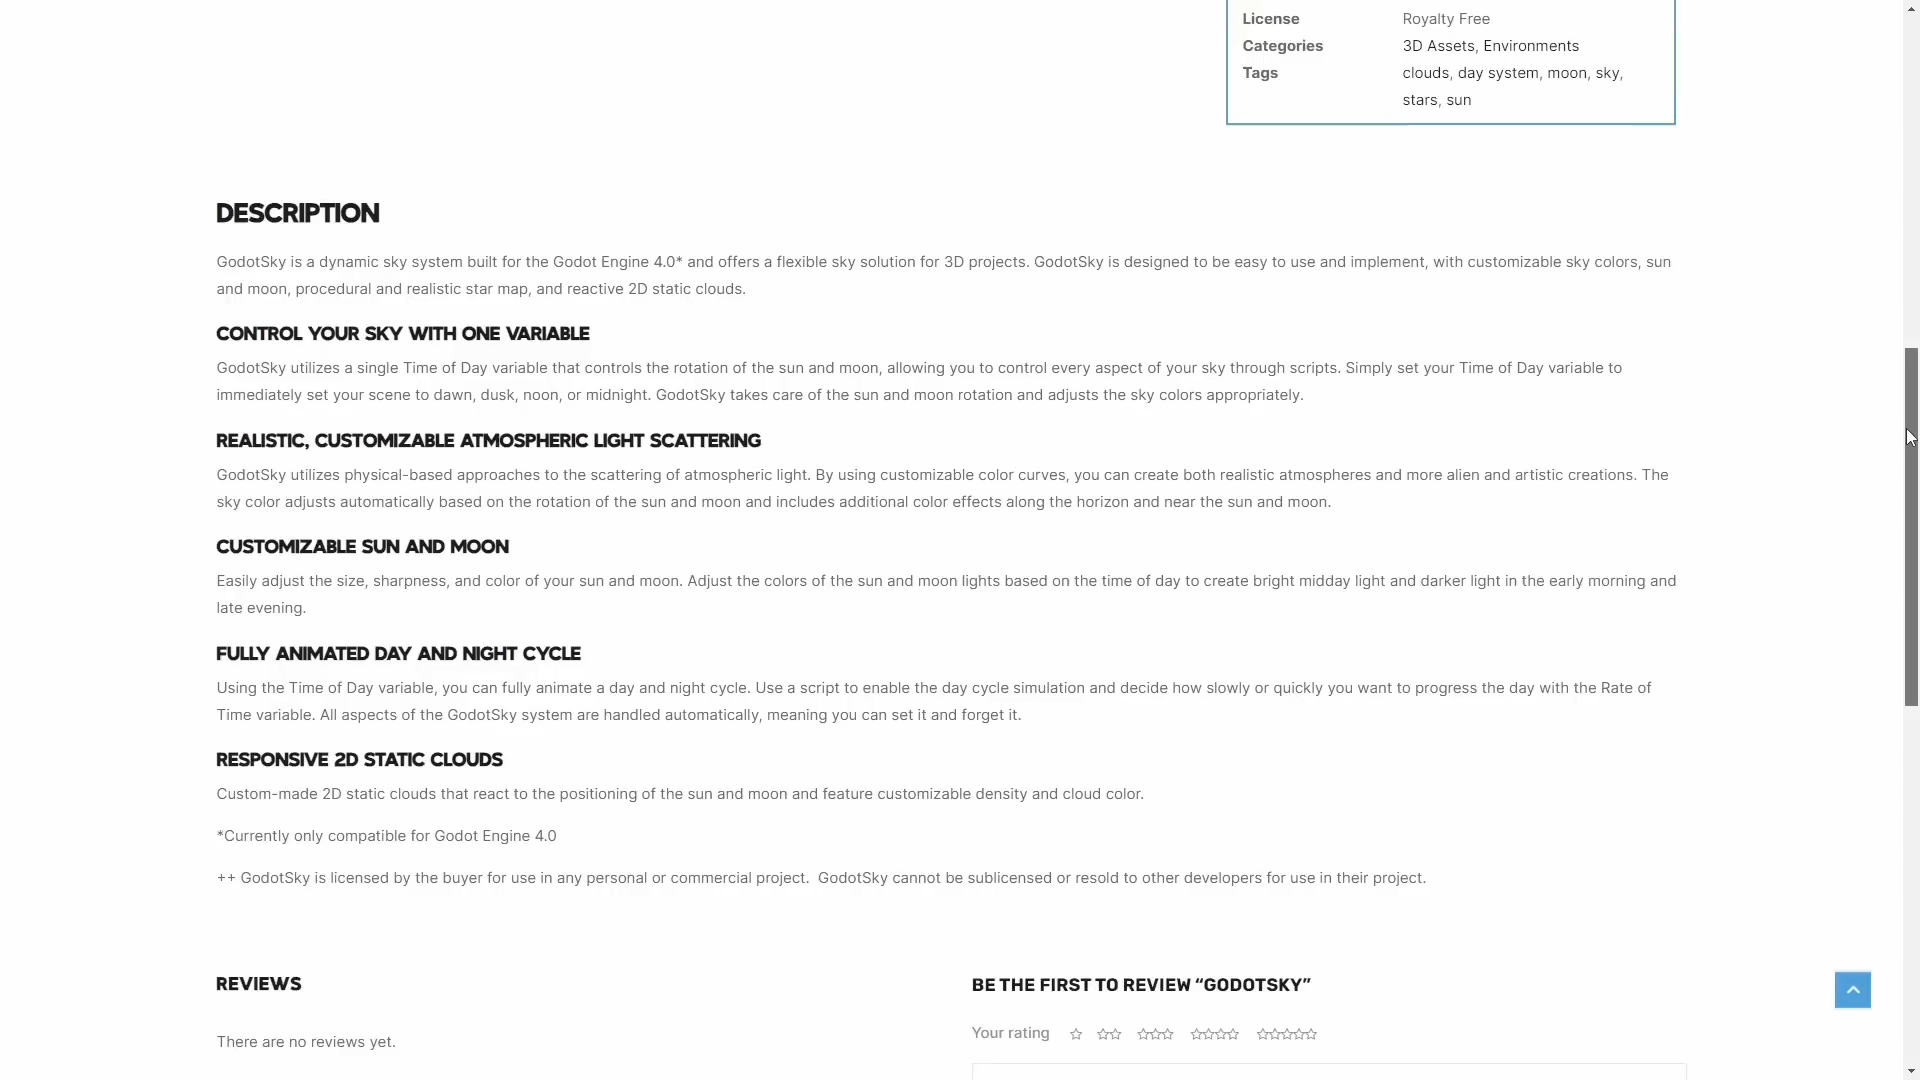 License Royalty Free
Categories 3D Assets, Environments
Tags clouds, day system, moon, sky,
stars, sun
DESCRIPTION
GodotSky is a dynamic sky system built for the Godot Engine 4.0* and offers a flexible sky solution for 3D projects. GodotSky is designed to be easy to use and implement, with customizable sky colors, sun
and moon, procedural and realistic star map, and reactive 2D static clouds.
CONTROL YOUR SKY WITH ONE VARIABLE
GodotSky utilizes a single Time of Day variable that controls the rotation of the sun and moon, allowing you to control every aspect of your sky through scripts. Simply set your Time of Day variable to
immediately set your scene to dawn, dusk, noon, or midnight. GodotSky takes care of the sun and moon rotation and adjusts the sky colors appropriately.
REALISTIC, CUSTOMIZABLE ATMOSPHERIC LIGHT SCATTERING
GodotSky utilizes physical-based approaches to the scattering of atmospheric light. By using customizable color curves, you can create both realistic atmospheres and more alien and artistic creations. The
sky color adjusts automatically based on the rotation of the sun and moon and includes additional color effects along the horizon and near the sun and moon.
CUSTOMIZABLE SUN AND MOON
Easily adjust the size, sharpness, and color of your sun and moon. Adjust the colors of the sun and moon lights based on the time of day to create bright midday light and darker light in the early morning and
late evening.
FULLY ANIMATED DAY AND NIGHT CYCLE
Using the Time of Day variable, you can fully animate a day and night cycle. Use a script to enable the day cycle simulation and decide how slowly or quickly you want to progress the day with the Rate of
Time variable. All aspects of the GodotSky system are handled automatically, meaning you can set it and forget it.
RESPONSIVE 2D STATIC CLOUDS
Custom-made 2D static clouds that react to the positioning of the sun and moon and feature customizable density and cloud color.
*Currently only compatible for Godot Engine 4.0
++ GodotSky is licensed by the buyer for use in any personal or commercial project.  GodotSky cannot be sublicensed or resold to other developers for use in their project.
REVIEWS
There are no reviews yet.
BE THE FIRST TO REVIEW “GODOTSKY”
Your rating